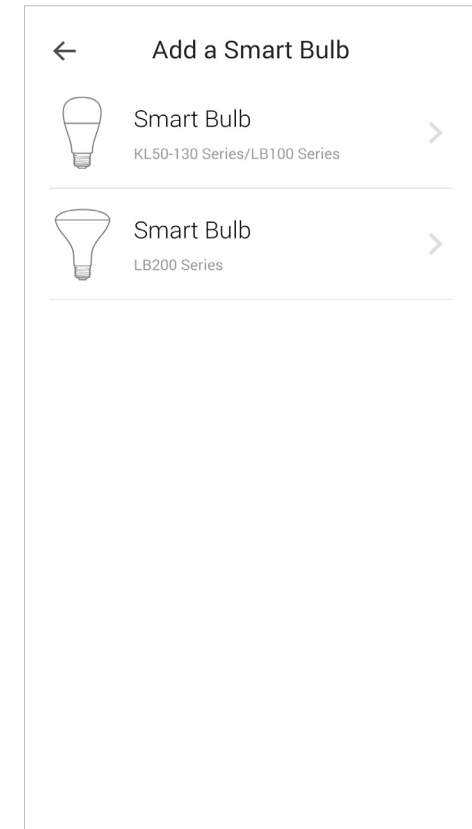 Add a Smart Bulb
Smart Bulb
KL50-130 Series/LB100 Series
Smart Bulb
LB200 Series